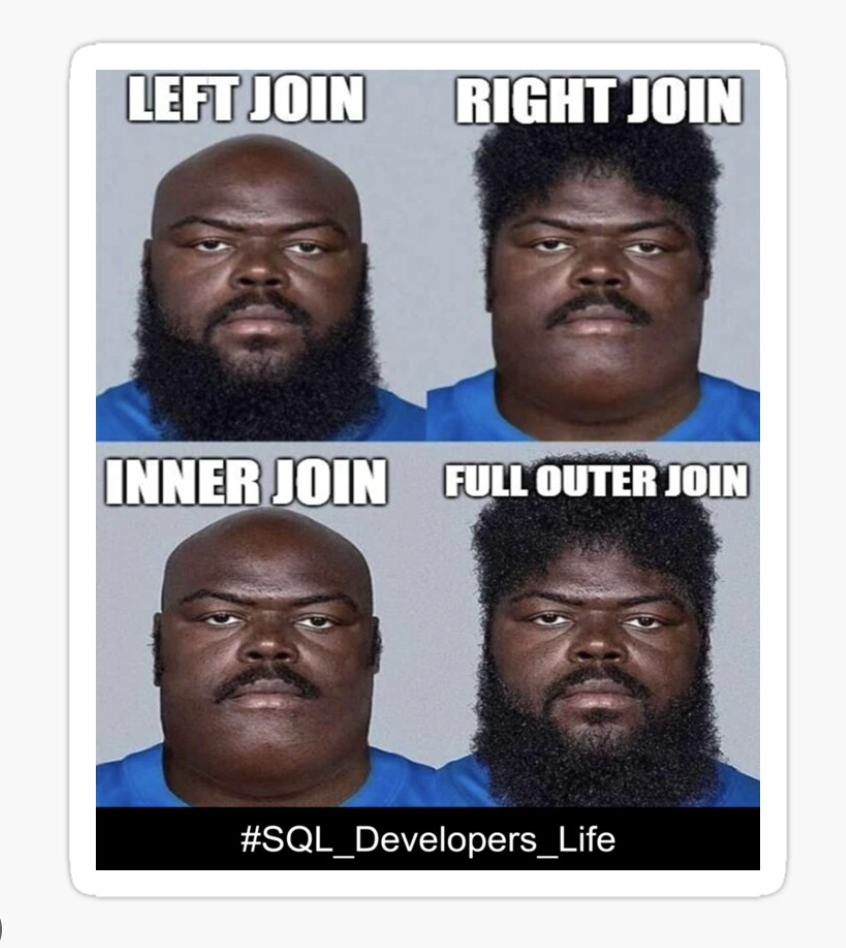 LEFT JOIN
RIGHT JOIN
INNER JOIN
FULL OUTER JOIN
#SQL_Developers_Life